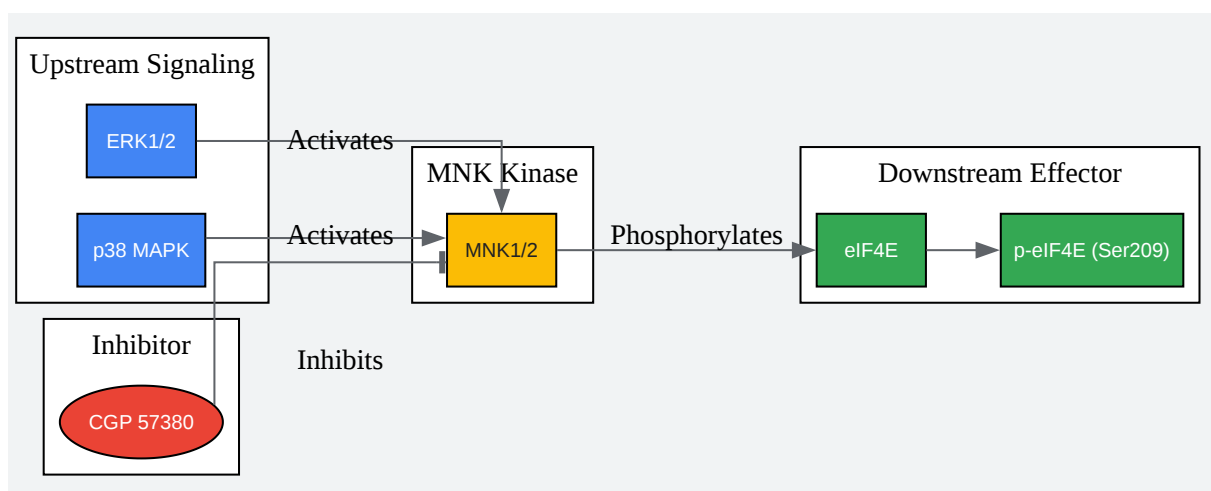 Upstream Signaling
ERK1/2
Activates
MNK Kinase
Downstream Effector
p38 MAPK
Activates
MNK1/2
Phosphorylates
eIF4E
p-eIF4E (Ser209)
Inhibitor
Inhibits
CGP 57380